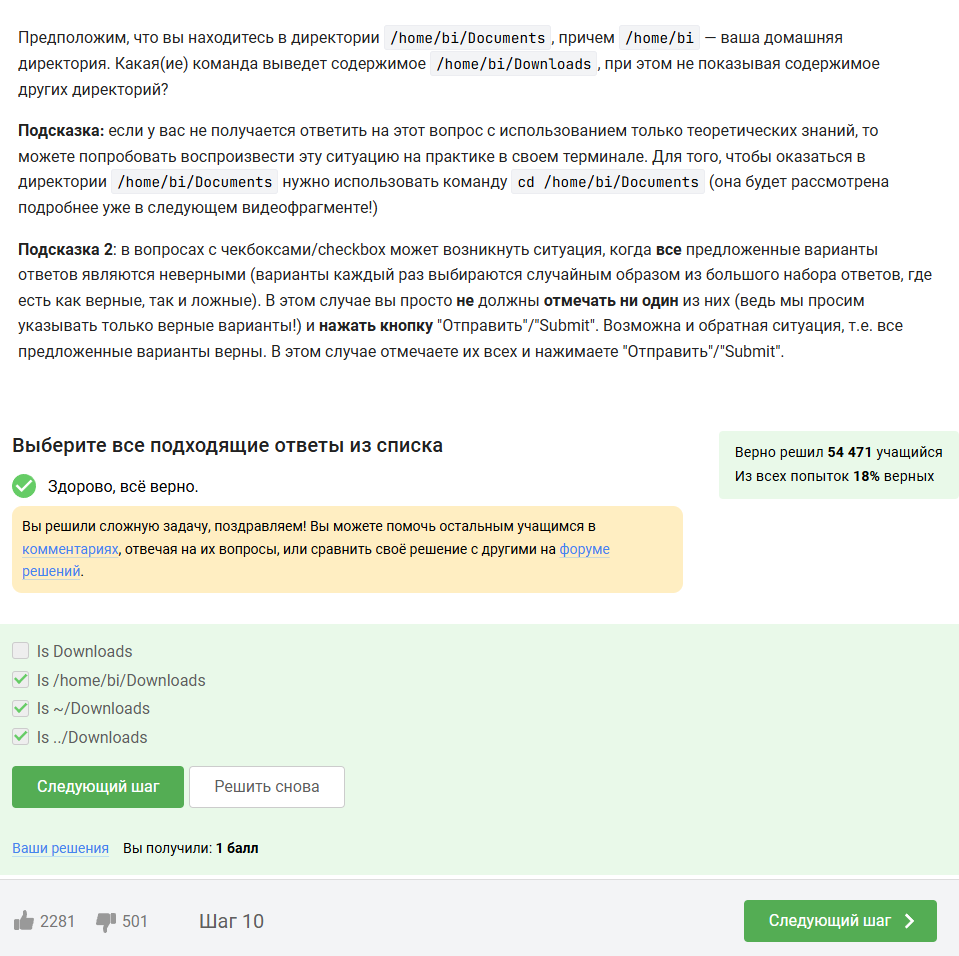 Предположим, что вы находитесь в директории /home/bi/Documents, причем /home/bi — ваша домашняя
директория. Какая(ие) команда выведет содержимое /home/bi/Downloads, при этом не показывая содержимое
других директорий?
Подсказка: если у вас не получается ответить на этот вопрос с использованием только теоретических знаний, то
можете попробовать воспроизвести эту ситуацию на практике в своем терминале. Для того, чтобы оказаться в
директории /home/bi/Documents нужно использовать команду cd /home/bi/Documents (она будет рассмотрена
подробнее уже в следующем видеофрагменте!)
Подсказка 2: в вопросах с чекбоксами/checkbox может возникнуть ситуация, когда все предложенные варианты
ответов являются неверными (варианты каждый раз выбираются случайным образом из большого набора ответов, где
есть как верные, так и ложные). В этом случае вы просто не должны отмечать ни один из них (ведь мы просим
указывать только верные варианты!) и нажать кнопку "Отправить"/"Submit". Возможна и обратная ситуация, т.е. все
предложенные варианты верны. В этом случае отмечаете их всех и нажимаете "Отправить"/"Submit".
Выберите все подходящие ответы из списка
Верно решил 54 471 учащийся
Из всех попыток 18% верных
Здорово, всё верно.
Вы решили сложную задачу, поздравляем! Вы можете помочь остальным учащимся в
комментариях, отвечая на их вопросы, или сравнить своё решение с другими на форуме
решений.
ls Downloads
ls /home/bi/Downloads
ls ~/Downloads
ls ../Downloads
Следующий шаг
Решить снова
Ваши решения Вы получили: 1 балл
2281 501 Шаг 10
Следующий шаг